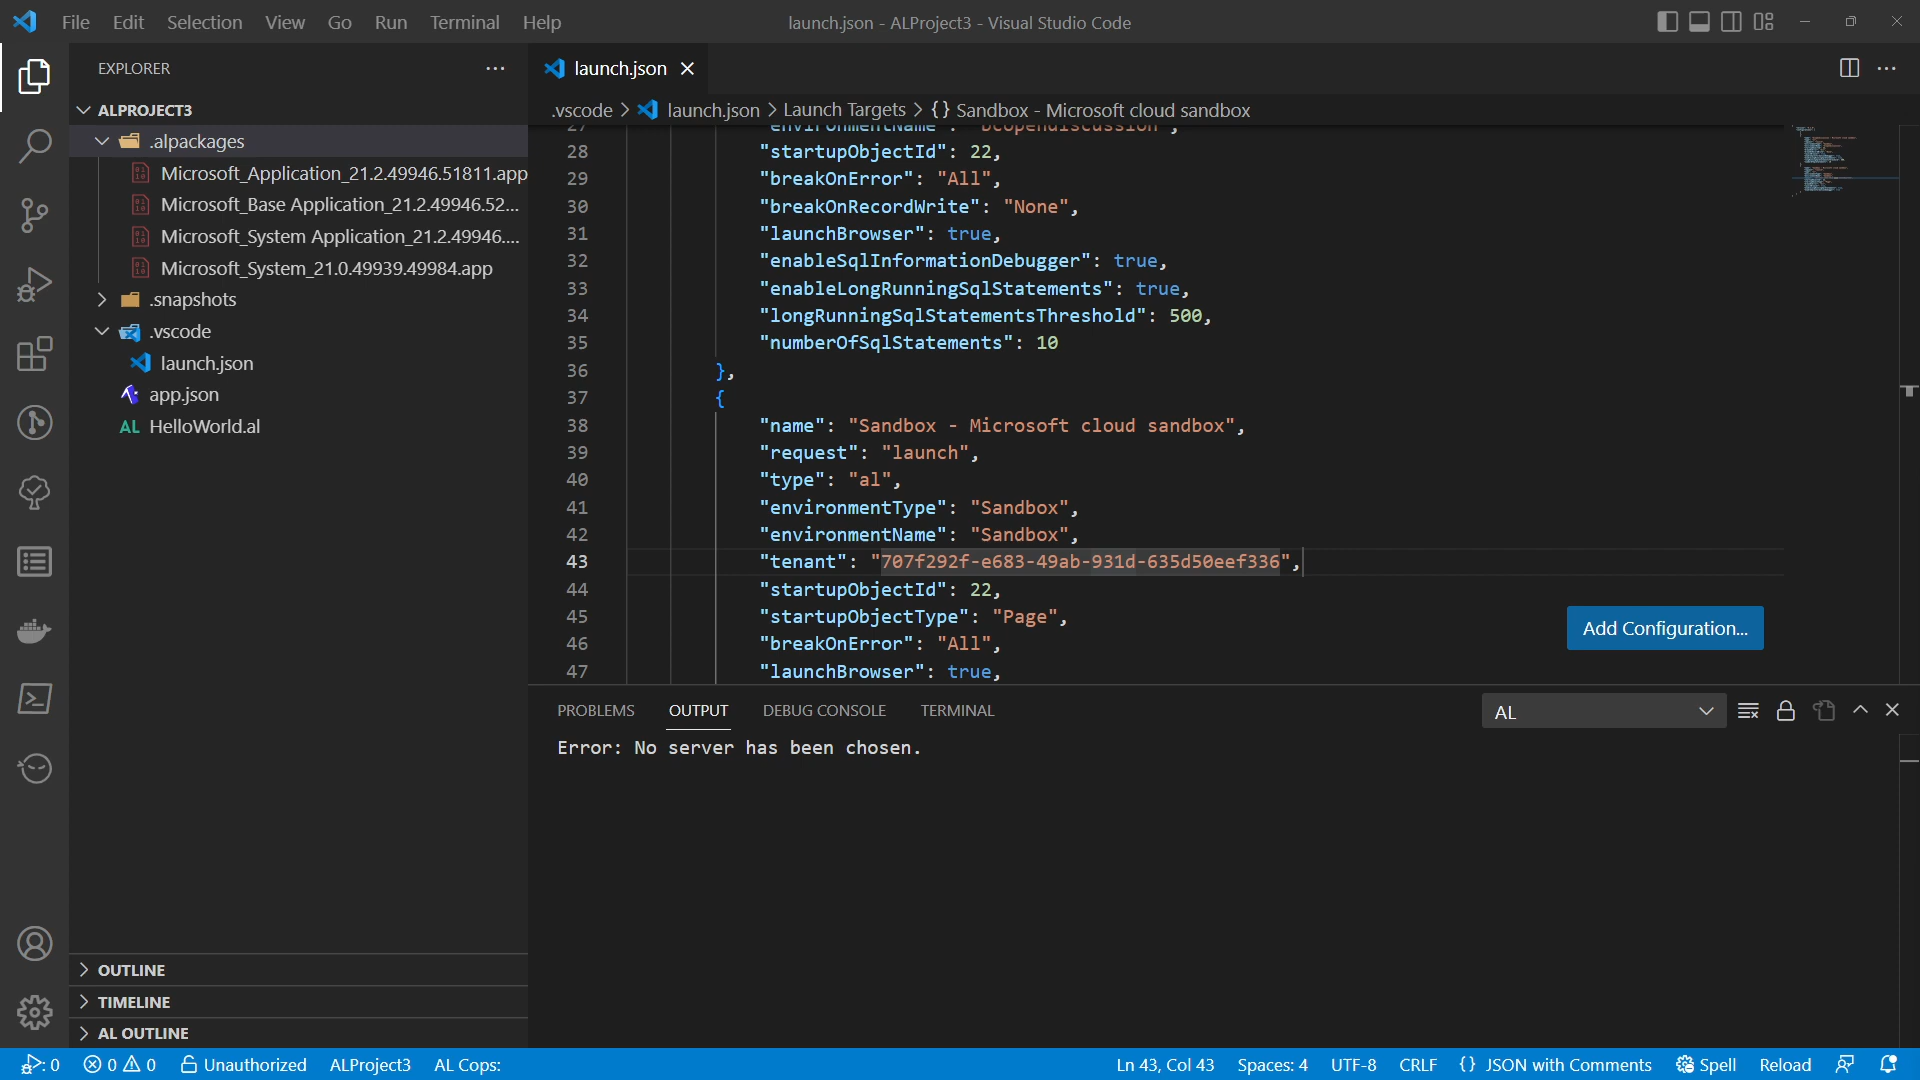 File Edit Selection View Go Run Terminal Help
launch.json - ALProject3 - Visual Studio Code
EXPLORER
ALPROJECT3
.alpackages
Microsoft_Application_21.2.49946.51811.app
Microsoft_Base Application_21.2.49946.52...
Microsoft_System Application_21.2.49946....
Microsoft_System_21.0.49939.49984.app
.snapshots
.vscode
launch.json
app.json
AL HelloWorld.al
OUTLINE
TIMELINE
AL OUTLINE
launch.json
.vscode > launch.json > Launch Targets > {} Sandbox - Microsoft cloud sandbox
27 "environmentName": "bcopendiscussion",
28 "startupObjectId": 22,
29 "breakOnError": "All",
30 "breakOnRecordWrite": "None",
31 "launchBrowser": true,
32 "enableSqlInformationDebugger": true,
33 "enableLongRunningSqlStatements": true,
34 "longRunningSqlStatementsThreshold": 500,
35 "numberOfSqlStatements": 10
36 },
37 {
38 "name": "Sandbox - Microsoft cloud sandbox",
39 "request": "launch",
40 "type": "al",
41 "environmentType": "Sandbox",
42 "environmentName": "Sandbox",
43 "tenant": "707f292f-e683-49ab-931d-635d50eef336",
44 "startupObjectId": 22,
45 "startupObjectType": "Page",
46 "breakOnError": "All",
47 "launchBrowser": true,
Add Configuration...
PROBLEMS OUTPUT DEBUG CONSOLE TERMINAL
AL
Error: No server has been chosen.
: 0 0 0 Unauthorized ALProject3 AL Cops:
Ln 43, Col 43 Spaces: 4 UTF-8 CRLF {} JSON with Comments Spell Reload